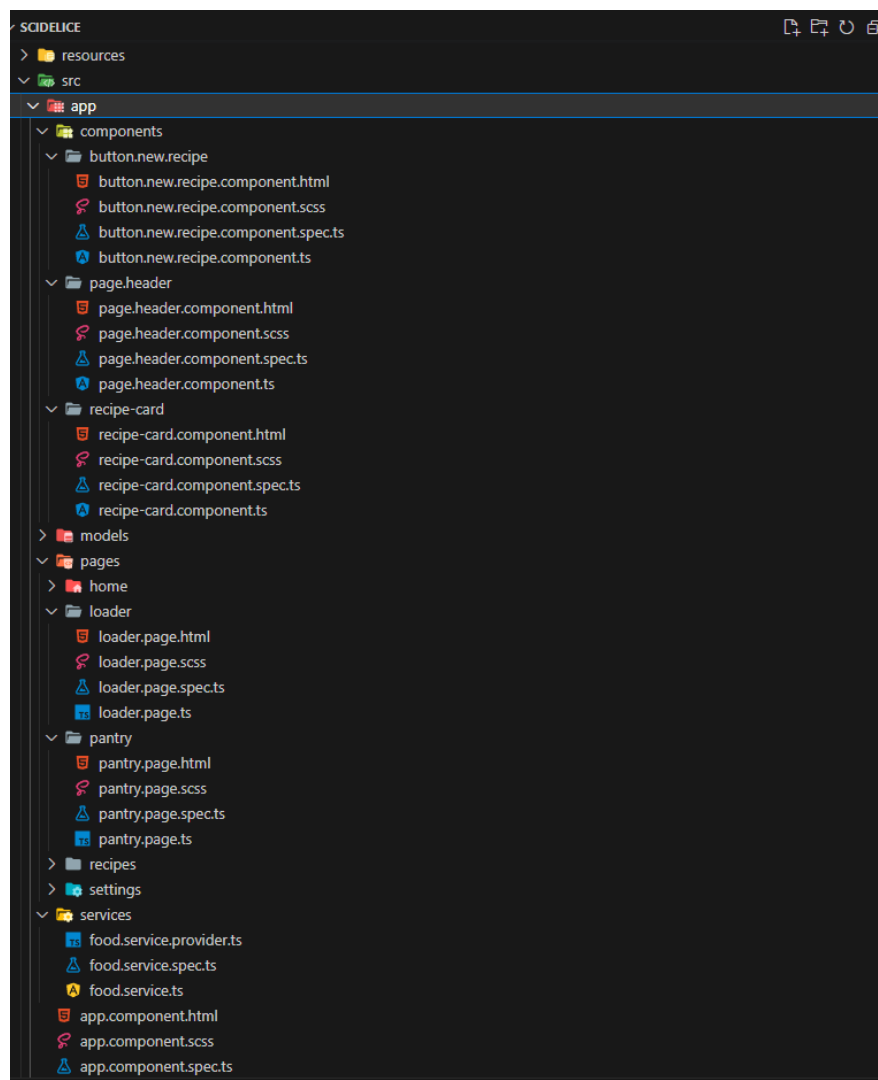 SCIDELICE
resources
src
app
components
button.new.recipe
button.new.recipe.component.html
button.new.recipe.component.scss
button.new.recipe.component.spec.ts
button.new.recipe.component.ts
page.header
page.header.component.html
page.header.component.scss
page.header.component.spec.ts
page.header.component.ts
recipe-card
recipe-card.component.html
recipe-card.component.scss
recipe-card.component.spec.ts
recipe-card.component.ts
models
pages
home
loader
loader.page.html
loader.page.scss
loader.page.spec.ts
loader.page.ts
pantry
pantry.page.html
pantry.page.scss
pantry.page.spec.ts
pantry.page.ts
recipes
settings
services
food.service.provider.ts
food.service.spec.ts
food.service.ts
app.component.html
app.component.scss
app.component.spec.ts